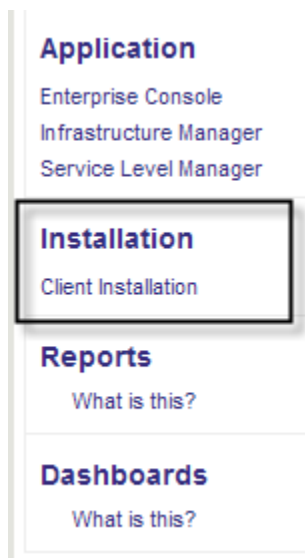 Application
Enterprise Console
Infrastructure Manager
Service Level Manager
Installation
Client Installation
Reports
What is this?
Dashboards
What is this?